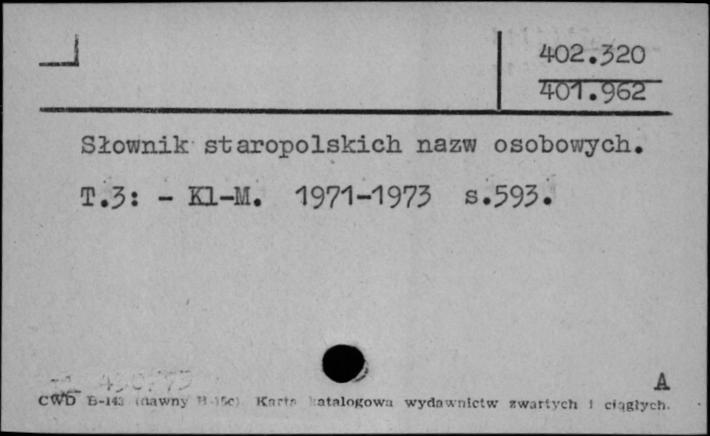 402.320
401.962
Słownik staropolskich nazw osobowych.
T.3: - Kl-M. 1971-1973 s.593.
A
CWD B-143 (dawny Karta katalogowa wydawnictw zwartych i ciągłych.